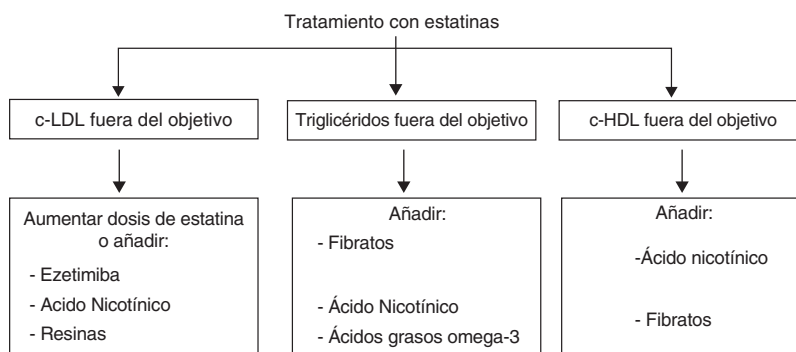 Tratamiento con estatinas
c-LDL fuera del objetivo
Triglicéridos fuera del objetivo
c-HDL fuera del objetivo
Aumentar dosis de estatina
o añadir:
- Ezetimiba
- Acido Nicotínico
- Resinas
Añadir:
- Fibratos
- Ácido Nicotínico
- Ácidos grasos omega-3
Añadir:
-Ácido nicotínico
- Fibratos